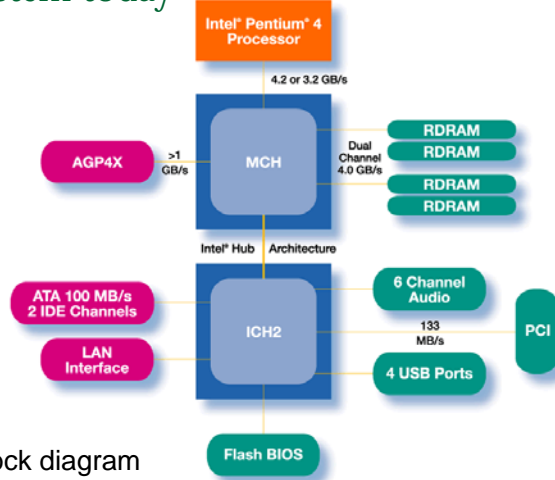 Intel® Pentium® 4
Processor
4.2 or 3.2 GB/s
AGP4X
>1
GB/s
MCH
Dual
Channel
4.0 GB/s
RDRAM
RDRAM
RDRAM
RDRAM
Intel® Hub Architecture
ATA 100 MB/s
2 IDE Channels
LAN
Interface
ICH2
6 Channel
Audio
133
MB/s
PCI
4 USB Ports
Flash BIOS
diagram